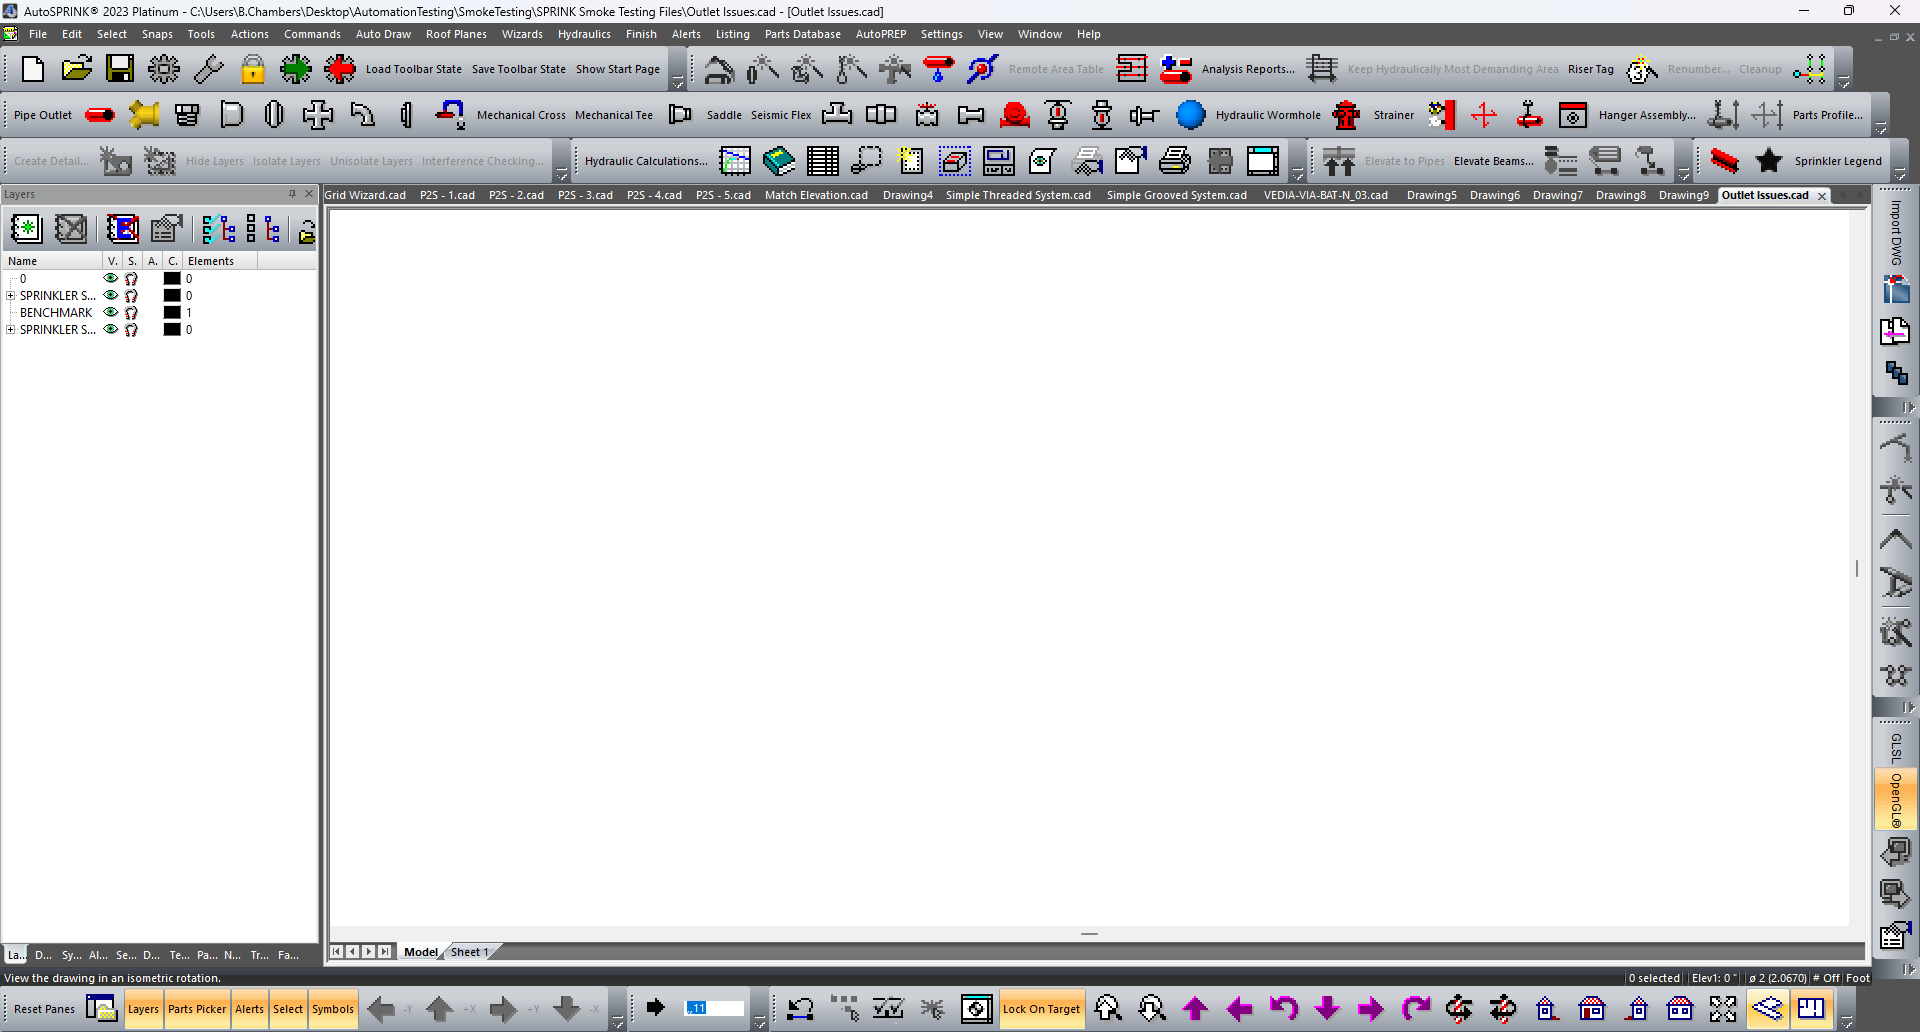 AutoSPRINK® 2023 Platinum - C:\Users\B.Chambers\Desktop\AutomationTesting\SmokeTesting\SPRINK Smoke Testing Files\Outlet Issues.cad - [Outlet Issues.cad]
File Edit Select Snaps Tools Actions Commands Auto Draw Roof Planes Wizards Hydraulics Finish Alerts Listing Parts Database AutoPREP Settings View Window Help
Load Toolbar State Save Toolbar State Show Start Page Remote Area Table Analysis Reports... Keep Hydraulically Most Demanding Area Riser Tag Renumber... Cleanup
Pipe Outlet Mechanical Cross Mechanical Tee Saddle Seismic Flex Hydraulic Wormhole Strainer Hanger Assembly... Parts Profile...
Create Detail... Hide Layers Isolate Layers Unisolate Layers Interference Checking... Hydraulic Calculations... Elevate to Pipes Elevate Beams... Sprinkler Legend
Layers
Grid Wizard.cad P2S - 1.cad P2S - 2.cad P2S - 3.cad P2S - 4.cad P2S - 5.cad Match Elevation.cad Drawing4 Simple Threaded System.cad Simple Grooved System.cad VEDIA-VIA-BAT-N_03.cad Drawing5 Drawing6 Drawing7 Drawing8 Drawing9 Outlet Issues.cad
Import DWG
Name V. S. A. C. Elements
0 0
SPRINKLER S... 0
BENCHMARK 1
SPRINKLER S... 0
GLSL
OpenGL®
La... D... Sy... Al... Se... D... Te... Pa... N... Tr... Fa...
Model Sheet 1
View the drawing in an isometric rotation.
0 selected Elev1: 0" ø 2 (2.0670) # Off Foot
Reset Panes Layers Parts Picker Alerts Select Symbols -Y +X +Y -X ,,11 Lock On Target